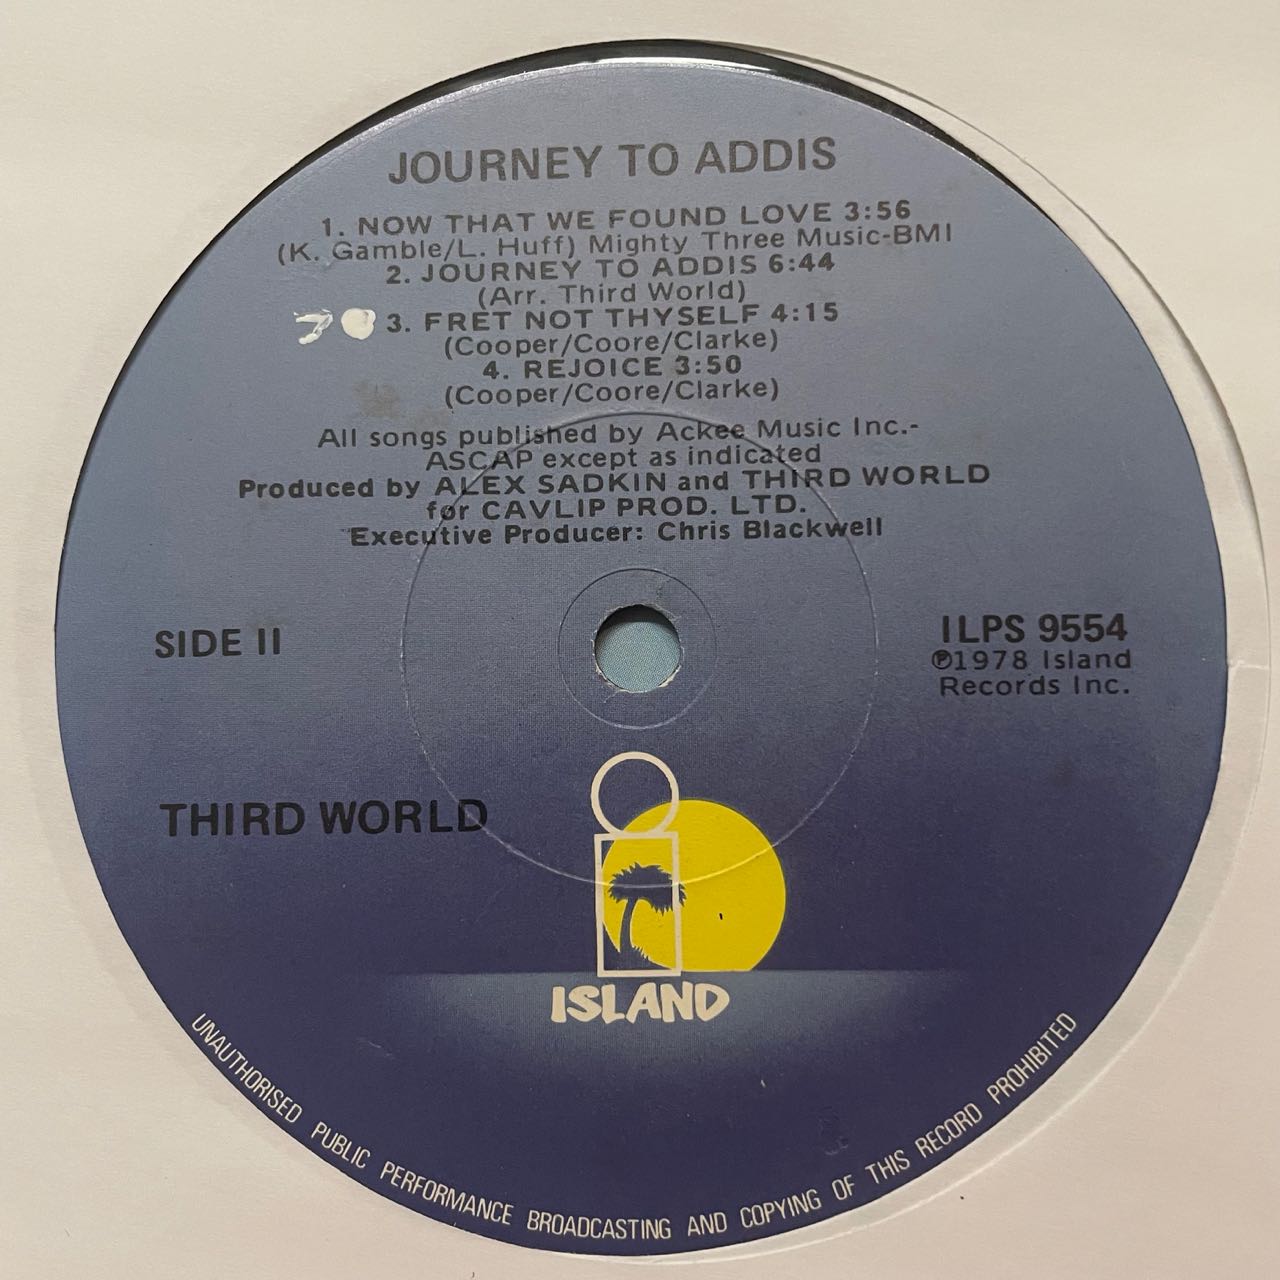 JOURNEY TO ADDIS
1. NOW THAT WE FOUND LOVE 3:56
(K. Gamble/L. Huff) Mighty Three Music-BMI
2. JOURNEY TO ADDIS 6:44
(Arr. Third World)
3. FRET NOT THYSELF 4:15
(Cooper/Coore/Clarke)
4. REJOICE 3:50
(Cooper/Coore/Clarke)
All songs published by Ackee Music Inc.-
ASCAP except as indicated
Produced by ALEX SADKIN and THIRD WORLD
for CAVLIP PROD. LTD.
Executive Producer: Chris Blackwell
SIDE II
ILPS 9554
℗1978 Island
Records Inc.
THIRD WORLD
ISLAND
UNAUTHORISED PUBLIC PERFORMANCE BROADCASTING AND COPYING OF THIS RECORD PROHIBITED